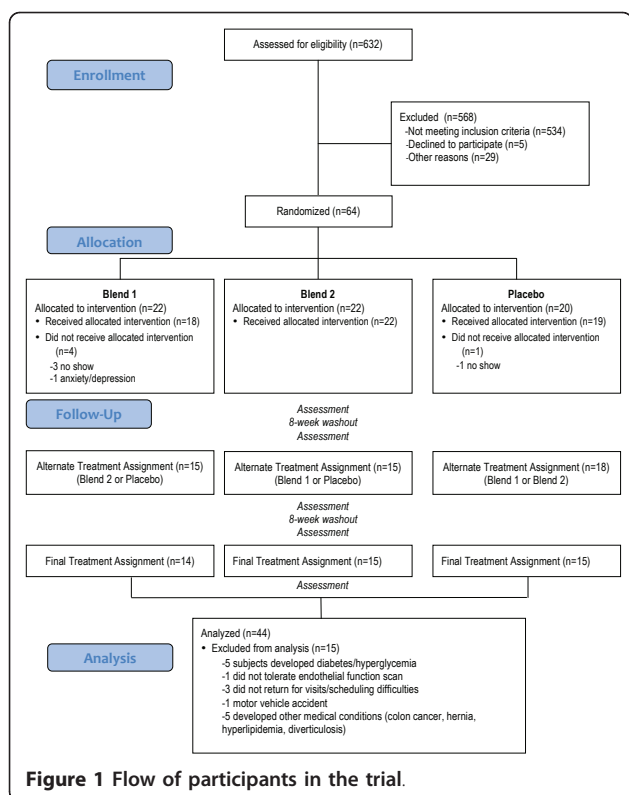 Assessed for eligibility (n=632)
Enrollment
Excluded (n=568)
-Not meeting inclusion criteria (n=534)
-Declined to participate (n=5)
-Other reasons (n=29)
Randomized (n=64)
Allocation
Blend 1
Allocated to intervention (n=22)
• Received allocated intervention (n=18)
• Did not receive allocated intervention
(n=4)
-3 no show
-1 anxiety/depression
Blend 2
Allocated to intervention (n=22)
• Received allocated intervention (n=22)
Placebo
Allocated to intervention (n=20)
• Received allocated intervention (n=19)
• Did not receive allocated intervention
(n=1)
-1 no show
Follow-Up
Assessment
8-week washout
Assessment
Alternate Treatment Assignment (n=15)
(Blend 2 or Placebo)
Alternate Treatment Assignment (n=15)
(Blend 1 or Placebo)
Alternate Treatment Assignment (n=18)
(Blend 1 or Blend 2)
Assessment
8-week washout
Assessment
Final Treatment Assignment (n=14)
Final Treatment Assignment (n=15)
Final Treatment Assignment (n=15)
Assessment
Analysis
Analyzed (n=44)
• Excluded from analysis (n=15)
-5 subjects developed diabetes/hyperglycemia
-1 did not tolerate endothelial function scan
-3 did not return for visits/scheduling difficulties
-1 motor vehicle accident
-5 developed other medical conditions (colon cancer, hernia,
hyperlipidemia, diverticulosis)
Figure 1 Flow of participants in the trial.